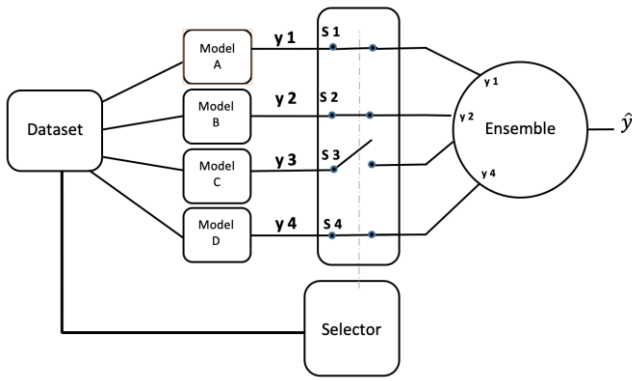 Dataset
Model
A
Model
B
Model
C
Model
D
y 1
y 2
y 3
y 4
S 1
S 2
S 3
S 4
y 1
y 2
y 4
Ensemble
ŷ
Selector